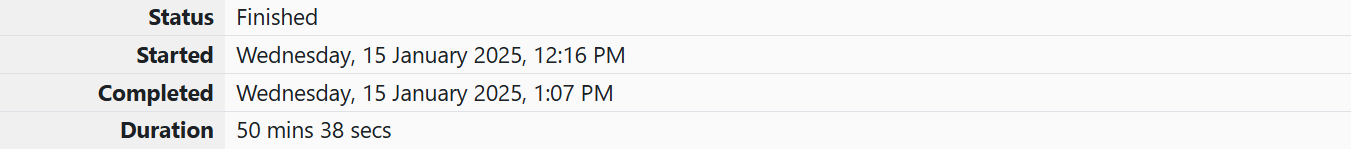 Status Finished
Started Wednesday, 15 January 2025, 12:16 PM
Completed Wednesday, 15 January 2025, 1:07 PM
Duration 50 mins 38 secs